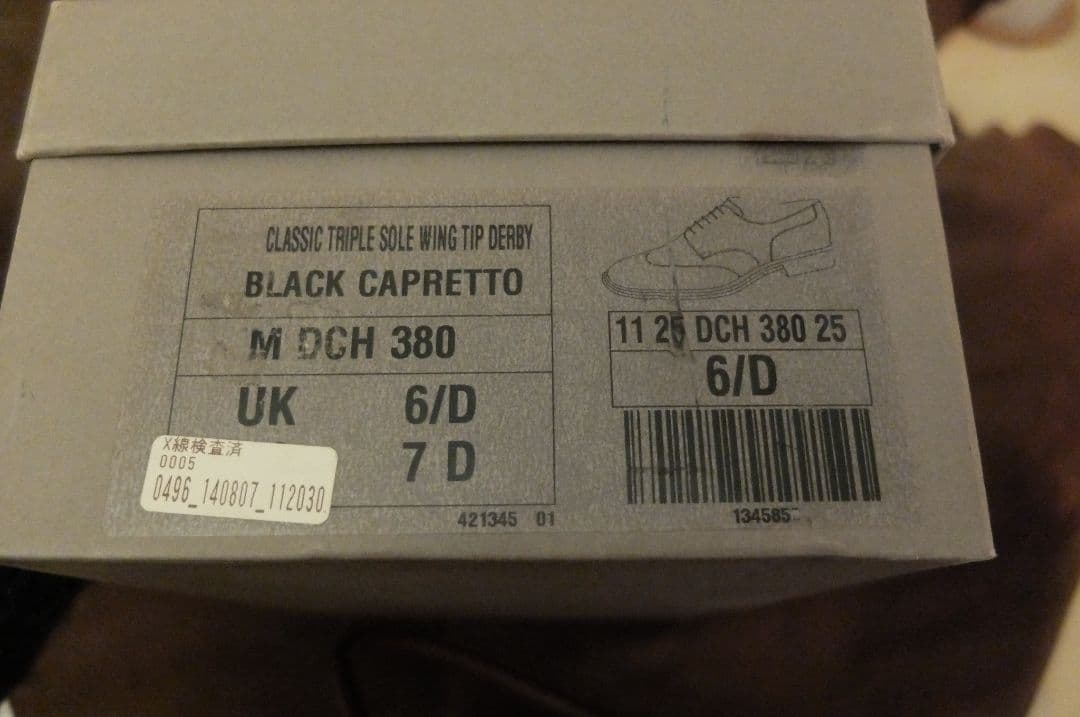 CLASSIC TRIPLE SOLE WING TIP DERBY
BLACK CAPRETTO
M DCH 380
UK 6/D
7 D
X線検査済
0005
0496_140807_112030
421345 01
11 25 DCH 380 25
6/D
134585